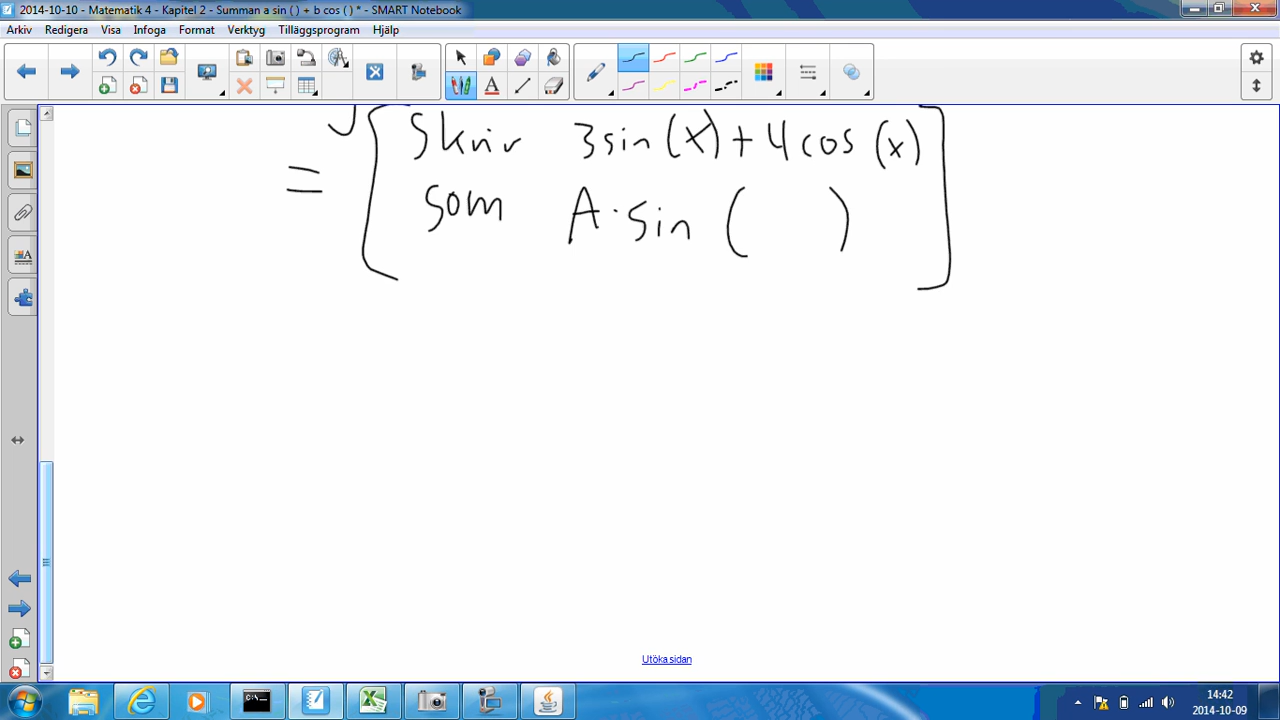 2014-10-10 - Matematik 4 - Kapitel 2 - Summan a sin ( ) + b cos ( ) * - SMART Notebook
Arkiv Redigera Visa Infoga Format Verktyg Tilläggsprogram Hjälp
Skriv 3sin(x)+4cos(x)
=
som A·sin ( )
Utöka sidan
14:42
2014-10-09